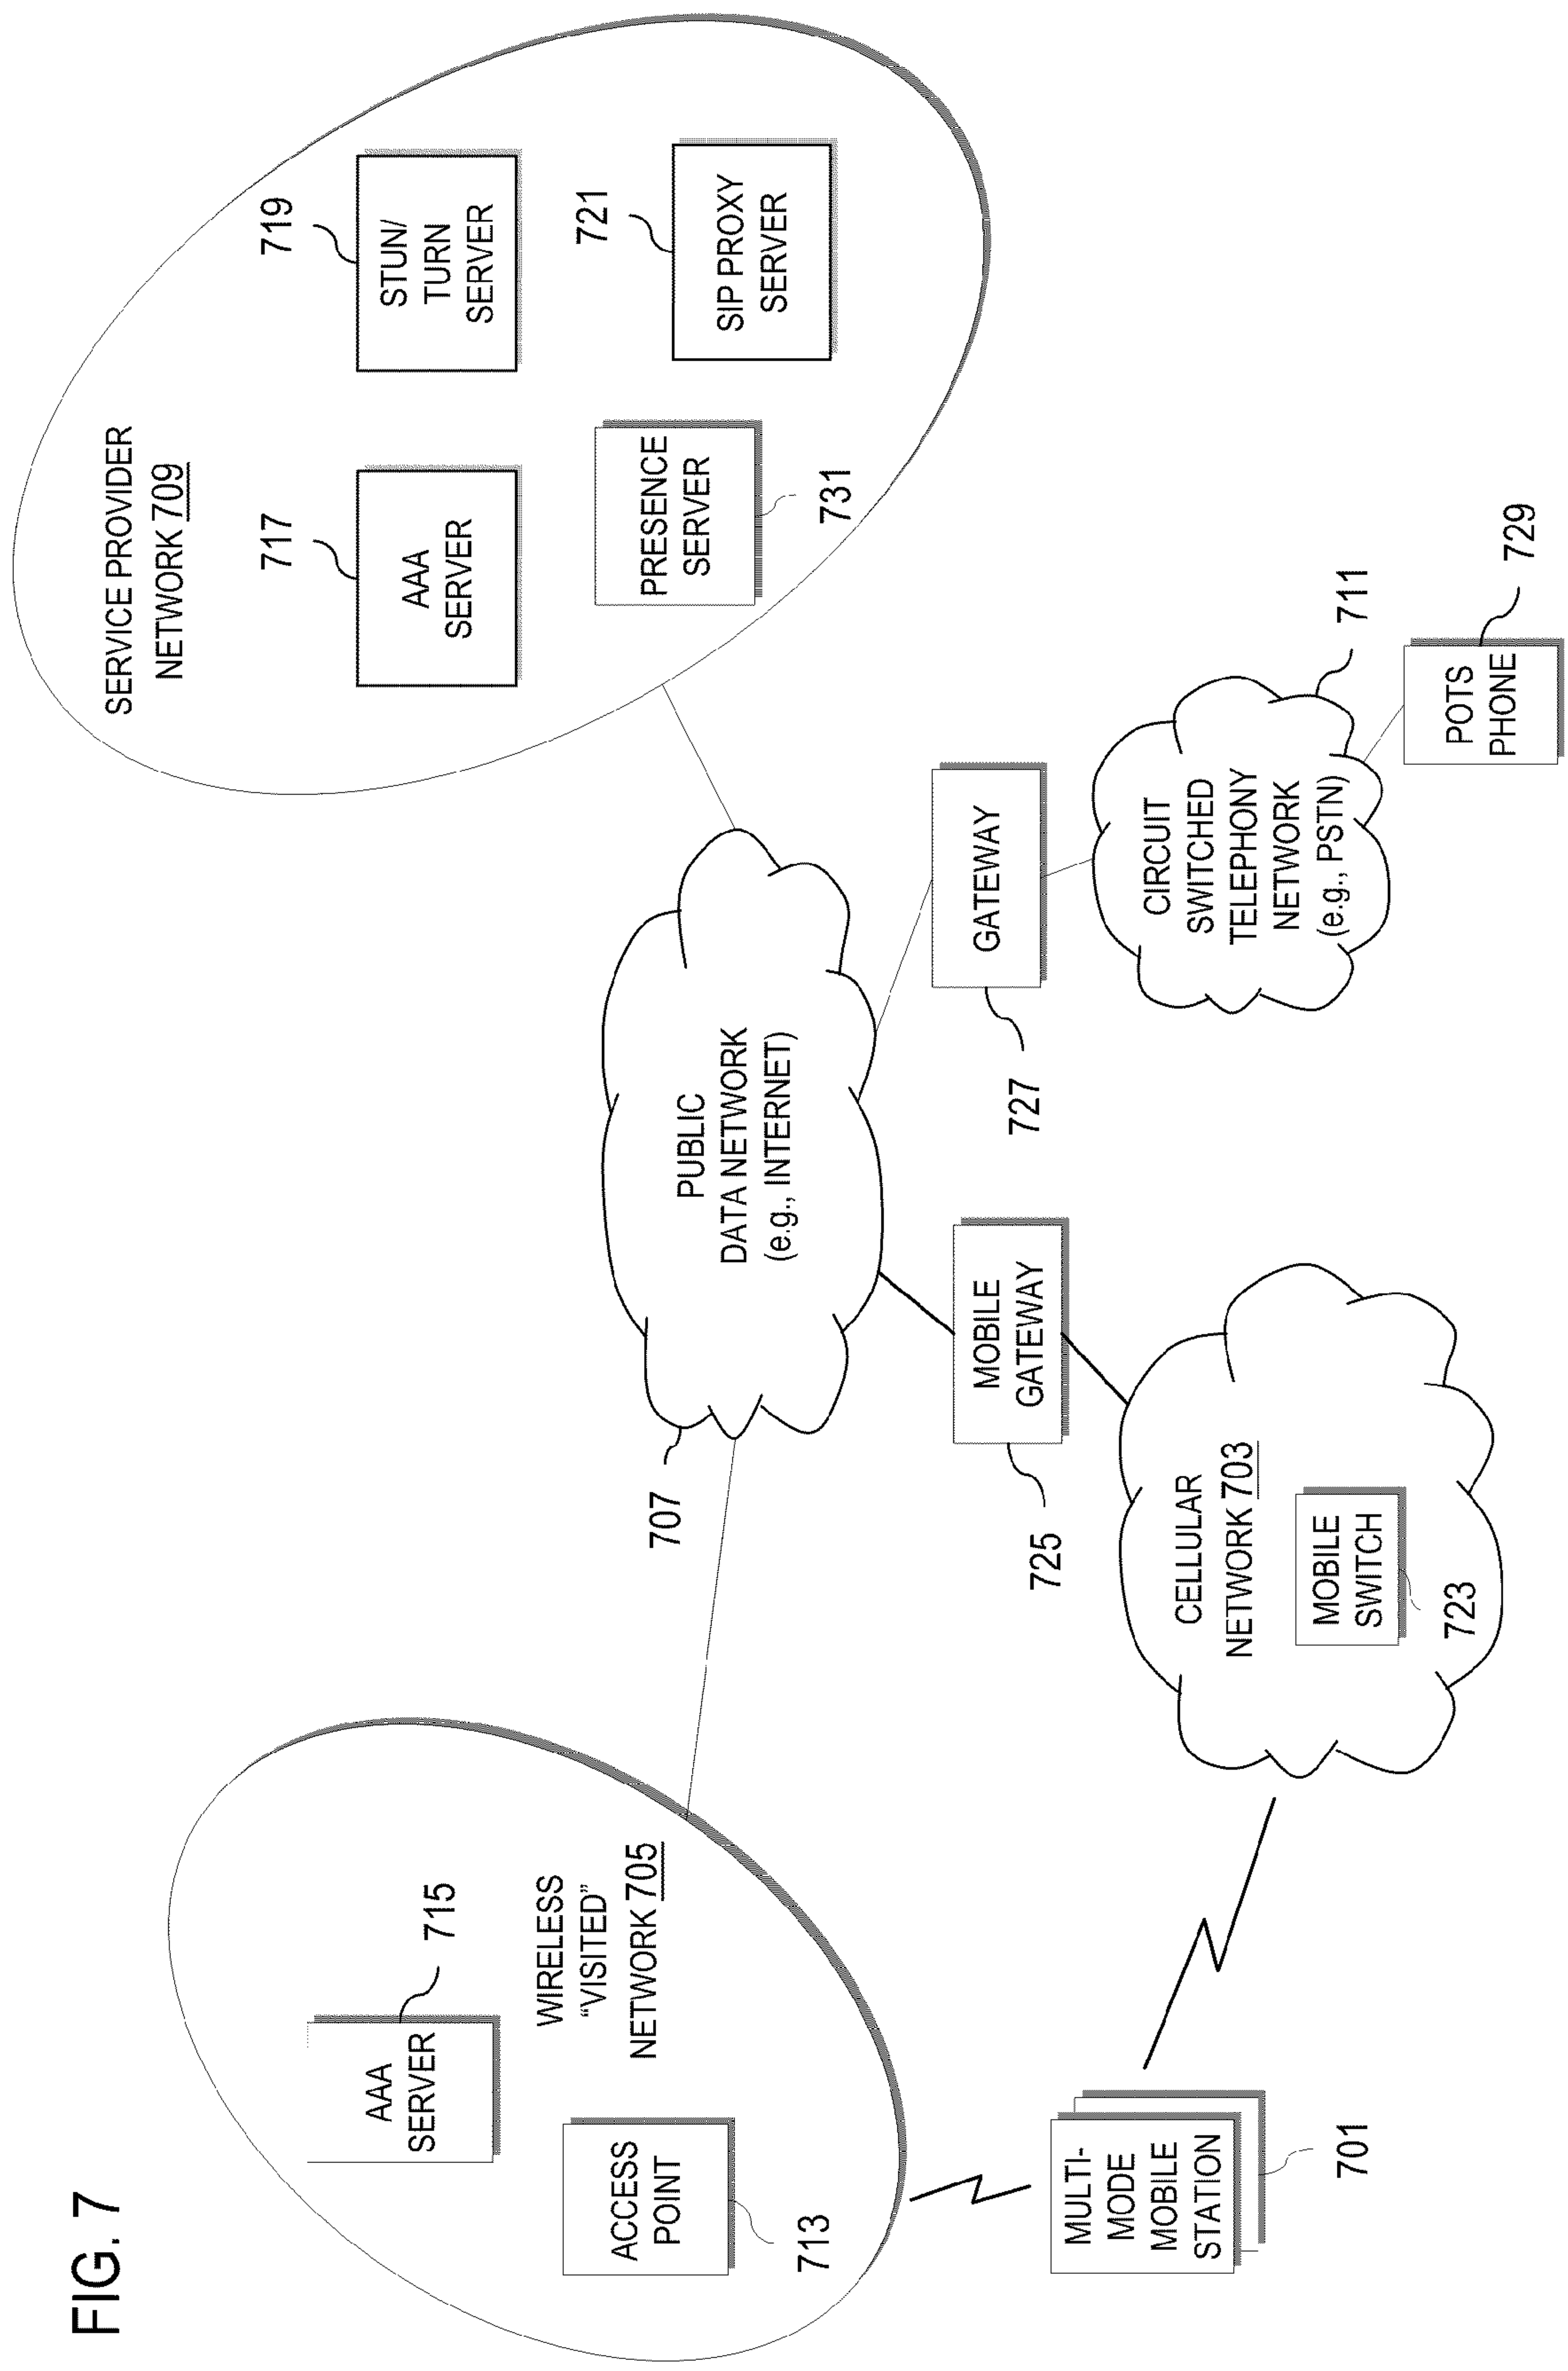 FIG. 7
SERVICE PROVIDER
NETWORK 709
717
AAA
SERVER
719
STUN/
TURN
SERVER
PRESENCE
SERVER
731
721
SIP PROXY
SERVER
AAA
SERVER
715
WIRELESS
“VISITED”
NETWORK 705
ACCESS
POINT
713
707
PUBLIC
DATA NETWORK
(e.g., INTERNET)
MULTI-
MODE
MOBILE
STATION
701
725
MOBILE
GATEWAY
CELLULAR
NETWORK 703
MOBILE
SWITCH
723
727
GATEWAY
CIRCUIT
SWITCHED
TELEPHONY
NETWORK
(e.g., PSTN)
711
POTS
PHONE
729